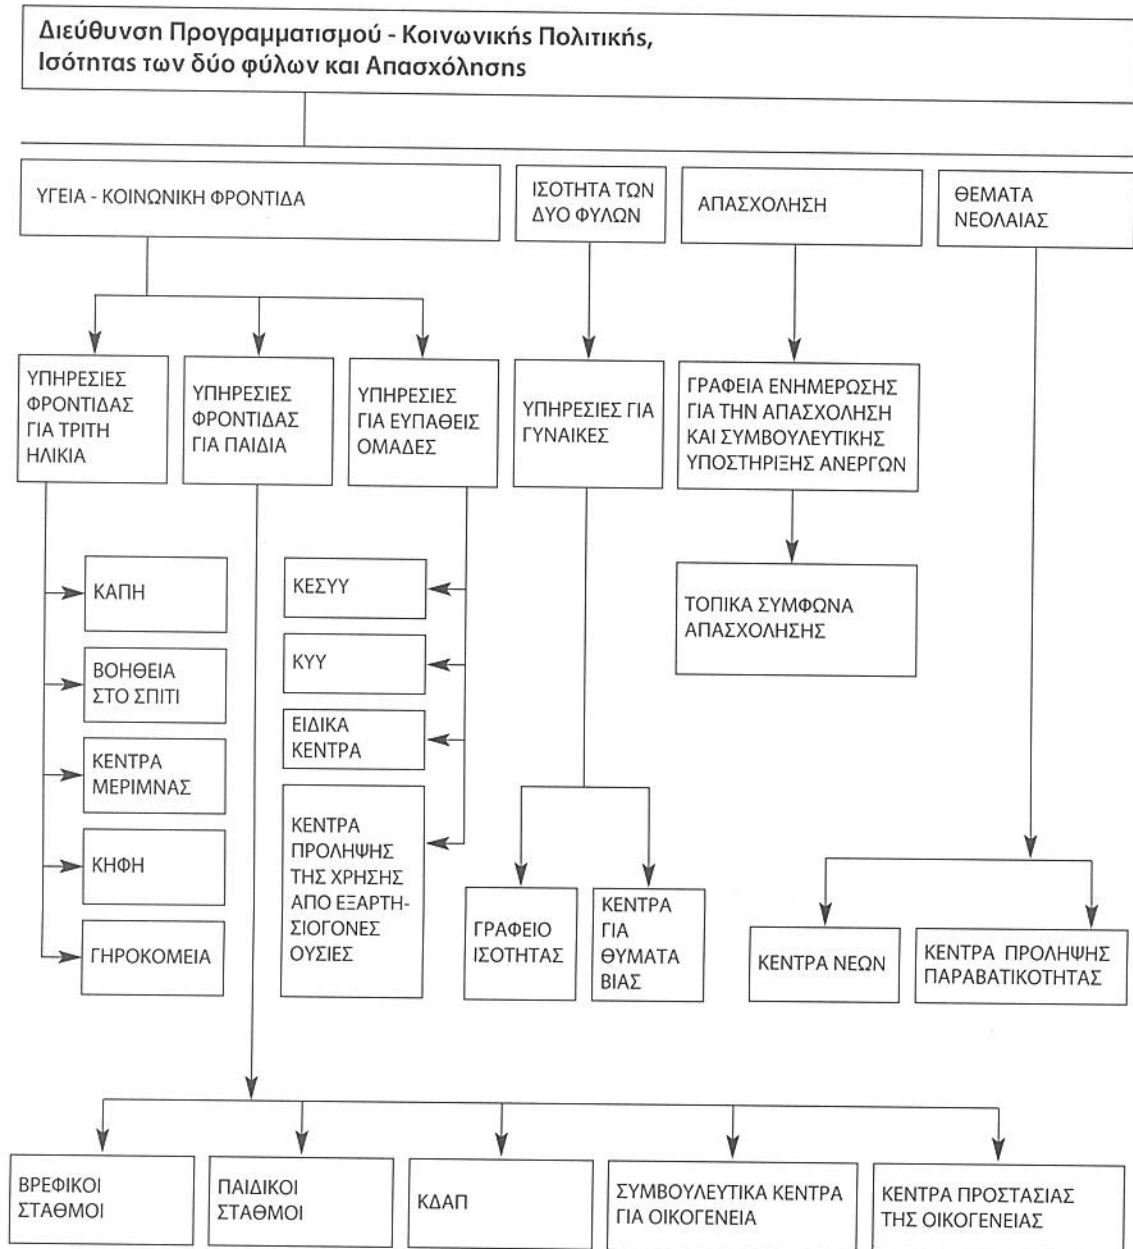 Διεύθυνση Προγραμματισμού - Κοινωνικής Πολιτικής,
Ισότητας των δύο φύλων και Απασχόλησης
ΥΓΕΙΑ - ΚΟΙΝΩΝΙΚΗ ΦΡΟΝΤΙΔΑ
ΙΣΟΤΗΤΑ ΤΩΝ
ΔΥΟ ΦΥΛΩΝ
ΑΠΑΣΧΟΛΗΣΗ
ΘΕΜΑΤΑ
ΝΕΟΛΑΙΑΣ
ΥΠΗΡΕΣΙΕΣ
ΦΡΟΝΤΙΔΑΣ
ΓΙΑ ΤΡΙΤΗ
ΗΛΙΚΙΑ
ΥΠΗΡΕΣΙΕΣ
ΦΡΟΝΤΙΔΑΣ
ΓΙΑ ΠΑΙΔΙΑ
ΥΠΗΡΕΣΙΕΣ
ΓΙΑ ΕΥΠΑΘΕΙΣ
ΟΜΑΔΕΣ
ΥΠΗΡΕΣΙΕΣ ΓΙΑ
ΓΥΝΑΙΚΕΣ
ΓΡΑΦΕΙΑ ΕΝΗΜΕΡΩΣΗΣ
ΓΙΑ ΤΗΝ ΑΠΑΣΧΟΛΗΣΗ
ΚΑΙ ΣΥΜΒΟΥΛΕΥΤΙΚΗΣ
ΥΠΟΣΤΗΡΙΞΗΣ ΑΝΕΡΓΩΝ
ΚΑΠΗ
ΒΟΗΘΕΙΑ
ΣΤΟ ΣΠΙΤΙ
ΚΕΝΤΡΑ
ΜΕΡΙΜΝΑΣ
ΚΗΦΗ
ΓΗΡΟΚΟΜΕΙΑ
ΚΕΣΥΥ
ΚΥΥ
ΕΙΔΙΚΑ
ΚΕΝΤΡΑ
ΚΕΝΤΡΑ
ΠΡΟΛΗΨΗΣ
ΤΗΣ ΧΡΗΣΗΣ
ΑΠΟ ΕΞΑΡΤΗ-
ΣΙΟΓΟΝΕΣ
ΟΥΣΙΕΣ
ΤΟΠΙΚΑ ΣΥΜΦΩΝΑ
ΑΠΑΣΧΟΛΗΣΗΣ
ΓΡΑΦΕΙΟ
ΙΣΟΤΗΤΑΣ
ΚΕΝΤΡΑ
ΓΙΑ
ΘΥΜΑΤΑ
ΒΙΑΣ
ΚΕΝΤΡΑ ΝΕΩΝ
ΚΕΝΤΡΑ ΠΡΟΛΗΨΗΣ
ΠΑΡΑΒΑΤΙΚΟΤΗΤΑΣ
ΒΡΕΦΙΚΟΙ
ΣΤΑΘΜΟΙ
ΠΑΙΔΙΚΟΙ
ΣΤΑΘΜΟΙ
ΚΔΑΠ
ΣΥΜΒΟΥΛΕΥΤΙΚΑ ΚΕΝΤΡΑ
ΓΙΑ ΟΙΚΟΓΕΝΕΙΑ
ΚΕΝΤΡΑ ΠΡΟΣΤΑΣΙΑΣ
ΤΗΣ ΟΙΚΟΓΕΝΕΙΑΣ